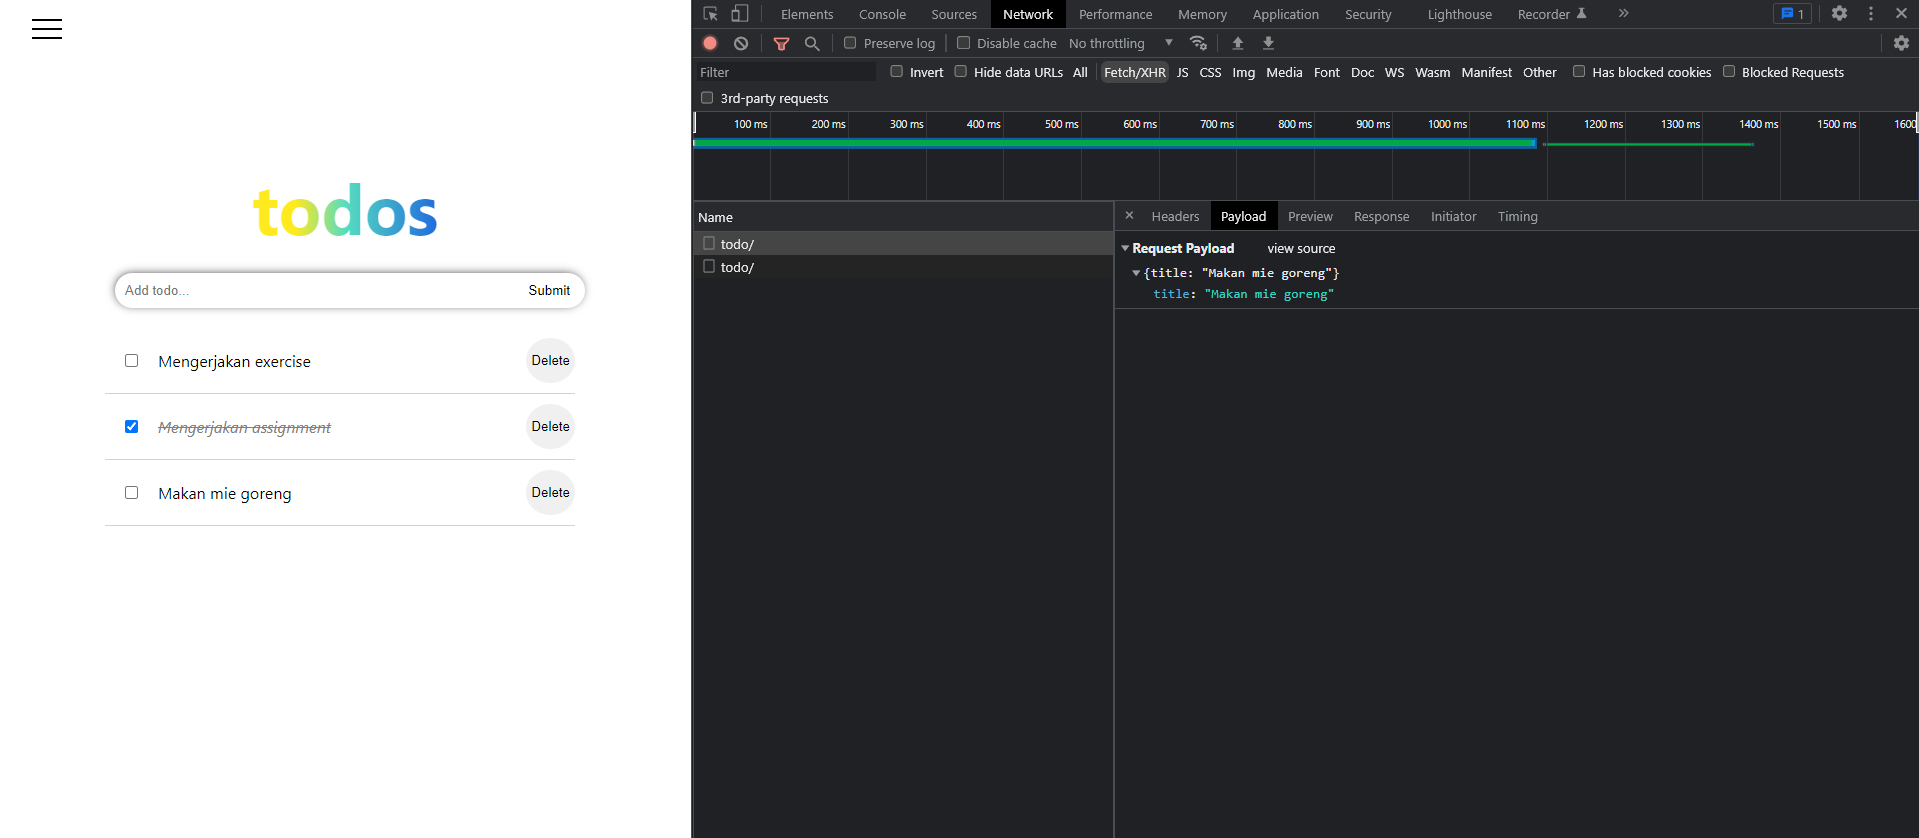 todos
Add todo...
Submit
Mengerjakan exercise
Delete
Mengerjakan assignment
Delete
Makan mie goreng
Delete
Elements Console Sources Network Performance Memory Application Security Lighthouse Recorder » 1
Preserve log Disable cache No throttling
Filter Invert Hide data URLs All Fetch/XHR JS CSS Img Media Font Doc WS Wasm Manifest Other Has blocked cookies Blocked Requests
3rd-party requests
100 ms 200 ms 300 ms 400 ms 500 ms 600 ms 700 ms 800 ms 900 ms 1000 ms 1100 ms 1200 ms 1300 ms 1400 ms 1500 ms 1600
Name
todo/
todo/
Headers Payload Preview Response Initiator Timing
Request Payload view source
{title: "Makan mie goreng"}
title: "Makan mie goreng"